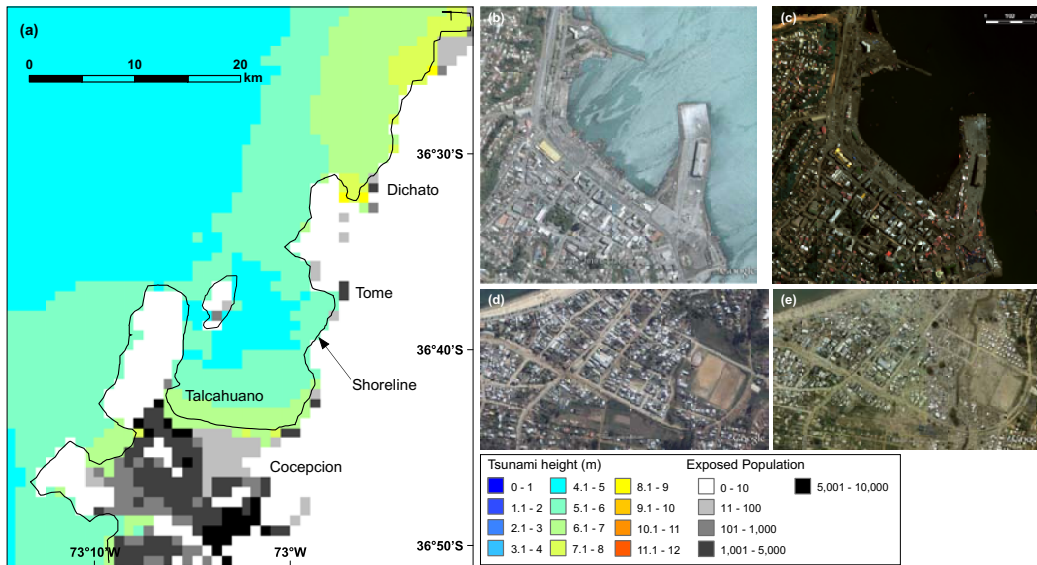 (a)
0 10 20
km
36°30'S
Dichato
Tome
36°40'S
Shoreline
Talcahuano
Cocepcion
73°10'W
73°W
36°50'S
(b)
Google
(c)
(d)
Google
(e)
Tsunami height (m)
0 - 1
1.1 - 2
2.1 - 3
3.1 - 4
4.1 - 5
5.1 - 6
6.1 - 7
7.1 - 8
8.1 - 9
9.1 - 10
10.1 - 11
11.1 - 12
Exposed Population
0 - 10
11 - 100
101 - 1,000
1,001 - 5,000
5,001 - 10,000